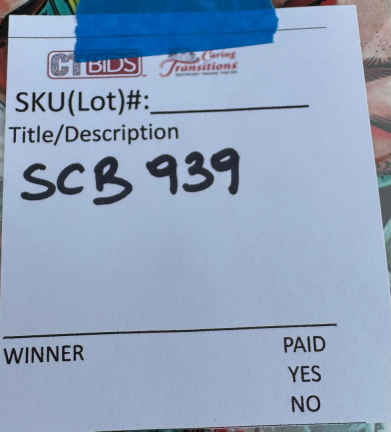 CTBIDS Caring
Transitions
SKU(Lot)#:
Title/Description
SCB 939
WINNER PAID
YES
NO